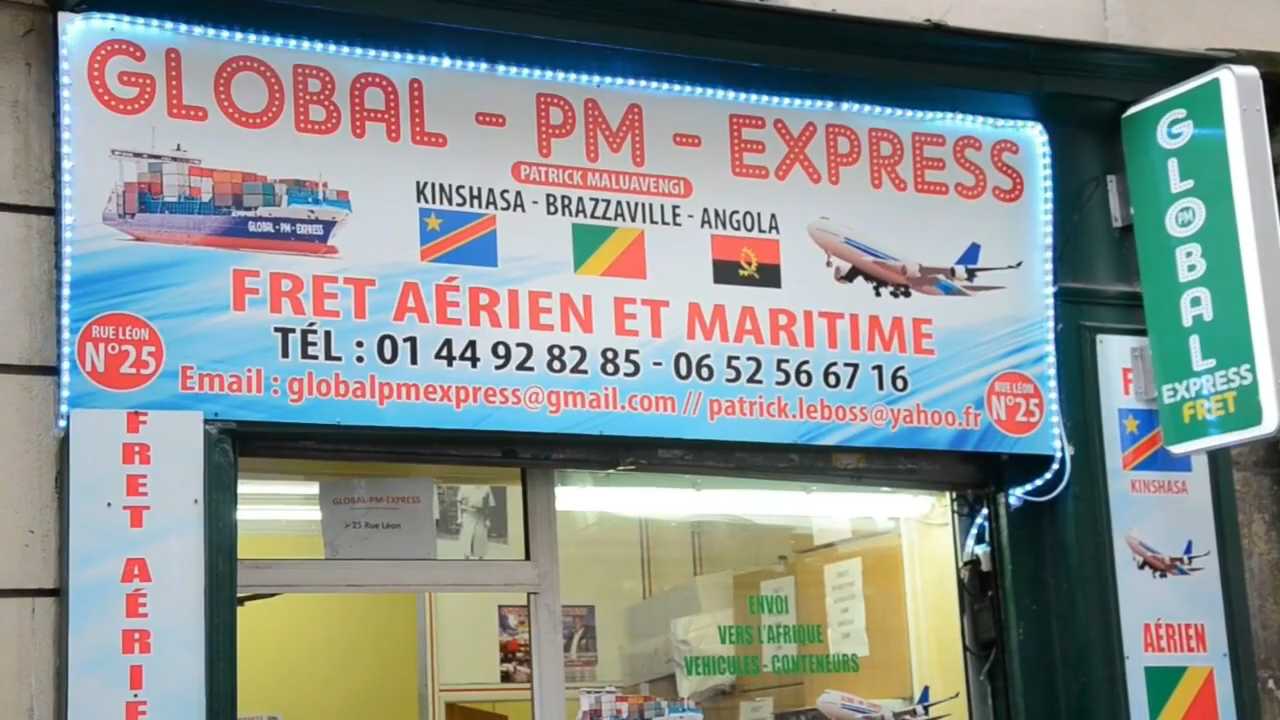 GLOBAL - PM - EXPRESS
PATRICK MALUAVENGI
KINSHASA - BRAZZAVILLE - ANGOLA
GLOBAL - PM - EXPRESS
FRET AÉRIEN ET MARITIME
TÉL : 01 44 92 82 85 - 06 52 56 67 16
Email : globalpmexpress@gmail.com // patrick.leboss@yahoo.fr
RUE LÉON
N°25
RUE LÉON
N°25
GLOBAL
PM
EXPRESS
FRET
FRET AÉRIE
GLOBAL-PM-EXPRESS
25 Rue Léon
ENVOI
VERS L'AFRIQUE
VEHICULES - CONTENEURS
KINSHASA
AÉRIEN